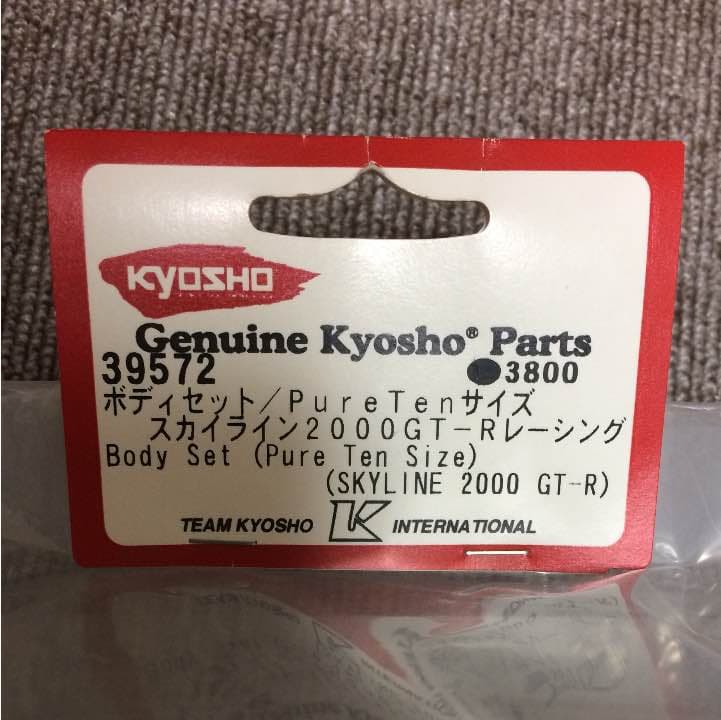 KYOSHO
Genuine Kyosho® Parts
39572 ●3800
ボディセット／ＰｕｒｅＴｅｎサイズ
スカイライン２０００ＧＴ－Ｒレーシング
Body Set (Pure Ten Size)
(SKYLINE 2000 GT-R)
TEAM KYOSHO K INTERNATIONAL